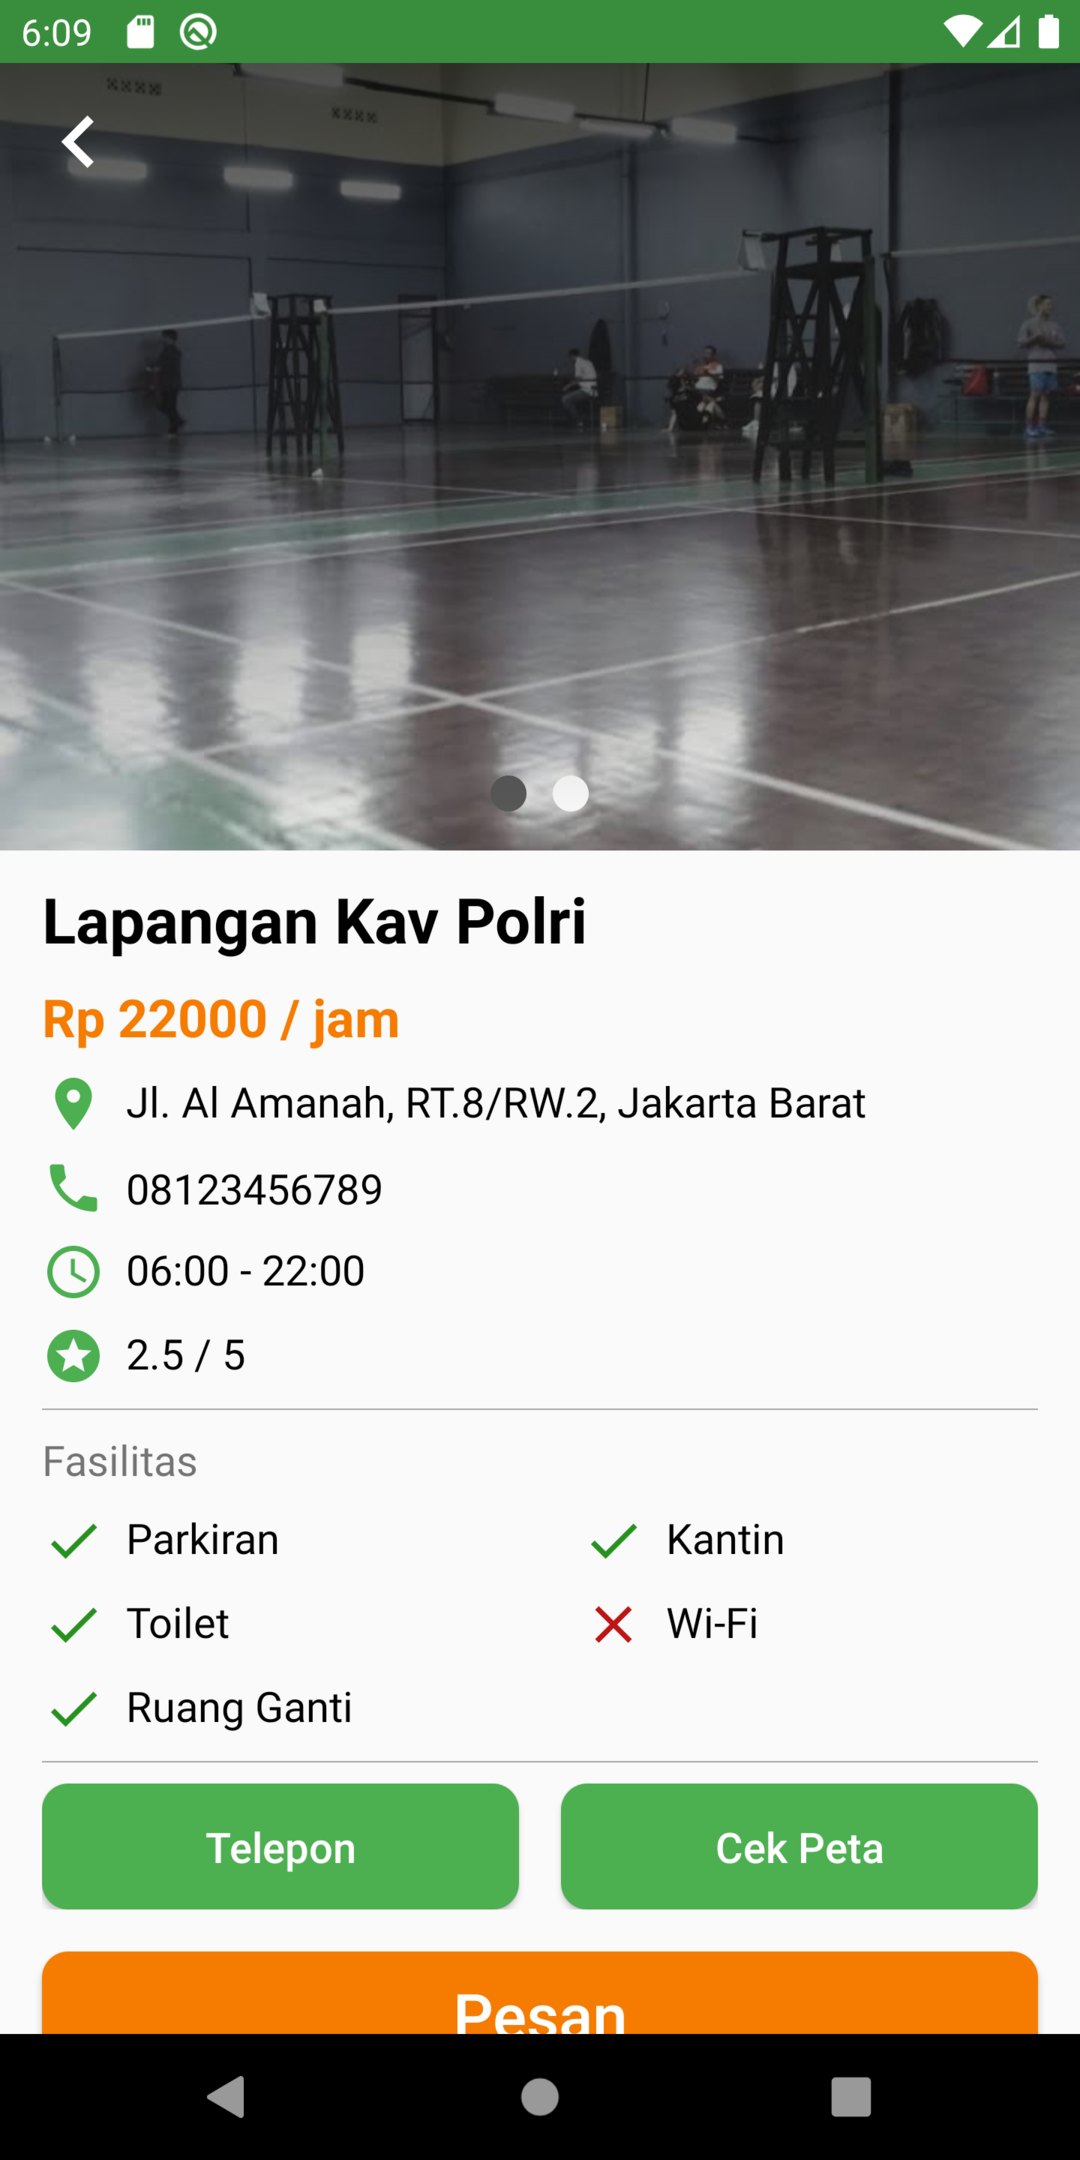 6:09
Lapangan Kav Polri
Rp 22000 / jam
Jl. Al Amanah, RT.8/RW.2, Jakarta Barat
08123456789
06:00 - 22:00
2.5 / 5
Fasilitas
Parkiran
Kantin
Toilet
Wi-Fi
Ruang Ganti
Telepon
Cek Peta
Pesan